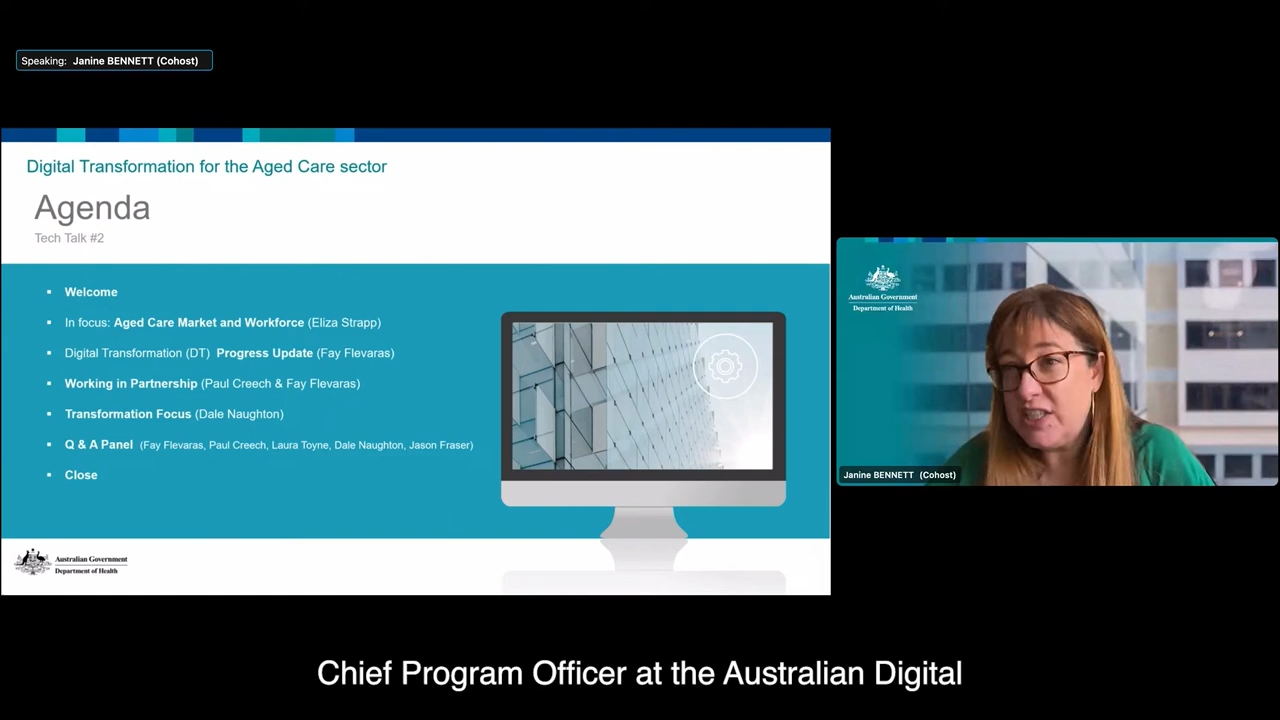 Speaking: Janine BENNETT (Cohost)
Digital Transformation for the Aged Care sector
Agenda
Tech Talk #2
▪ Welcome
▪ In focus: Aged Care Market and Workforce (Eliza Strapp)
▪ Digital Transformation (DT) Progress Update (Fay Flevaras)
▪ Working in Partnership (Paul Creech & Fay Flevaras)
▪ Transformation Focus (Dale Naughton)
▪ Q & A Panel (Fay Flevaras, Paul Creech, Laura Toyne, Dale Naughton, Jason Fraser)
▪ Close
Australian Government
Department of Health
Australian Government
Department of Health
Janine BENNETT (Cohost)
Chief Program Officer at the Australian Digital